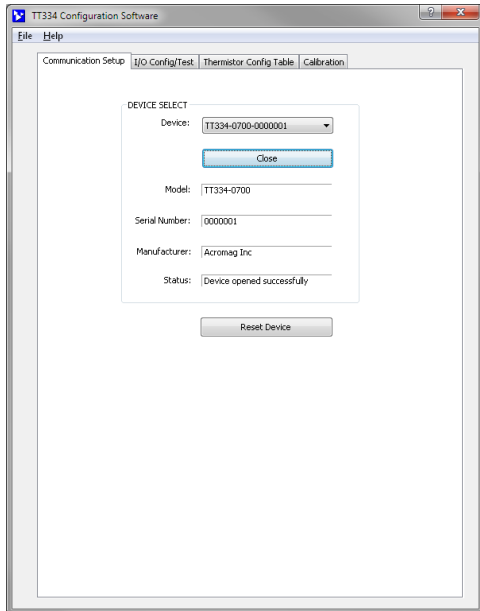 TT334 Configuration Software
File Help
Communication Setup I/O Config/Test Thermistor Config Table Calibration
DEVICE SELECT
Device: TT334-0700-0000001
Close
Model: TT334-0700
Serial Number: 0000001
Manufacturer: Acromag Inc
Status: Device opened successfully
Reset Device